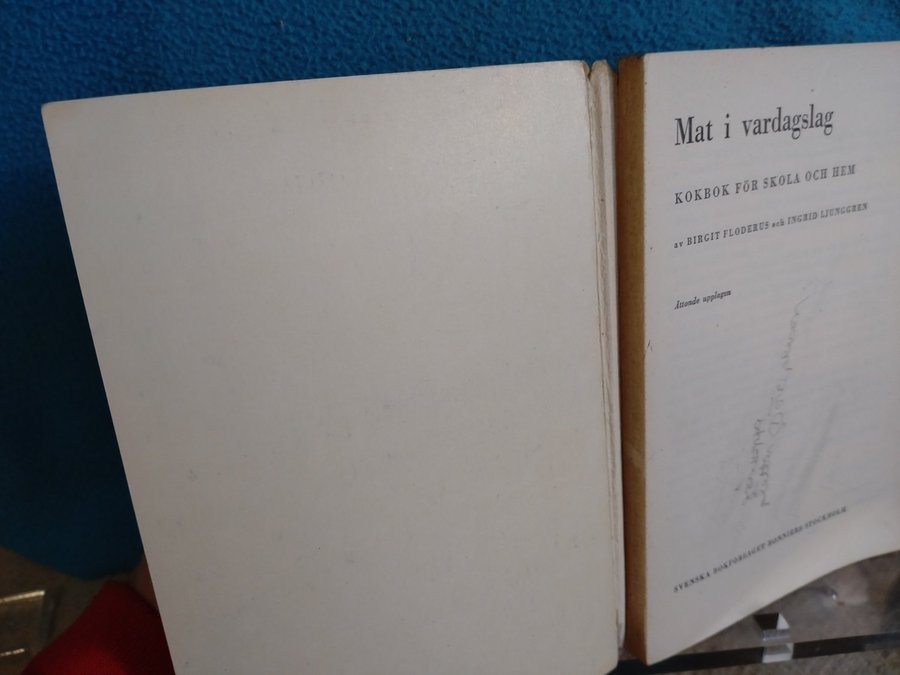 Mat i vardagslag
KOKBOK FÖR SKOLA OCH HEM
av BIRGIT FLODERUS och INGRID LJUNGGREN
Åttonde upplagan
SVENSKA BOKFÖRLAGET BONNIERS STOCKHOLM